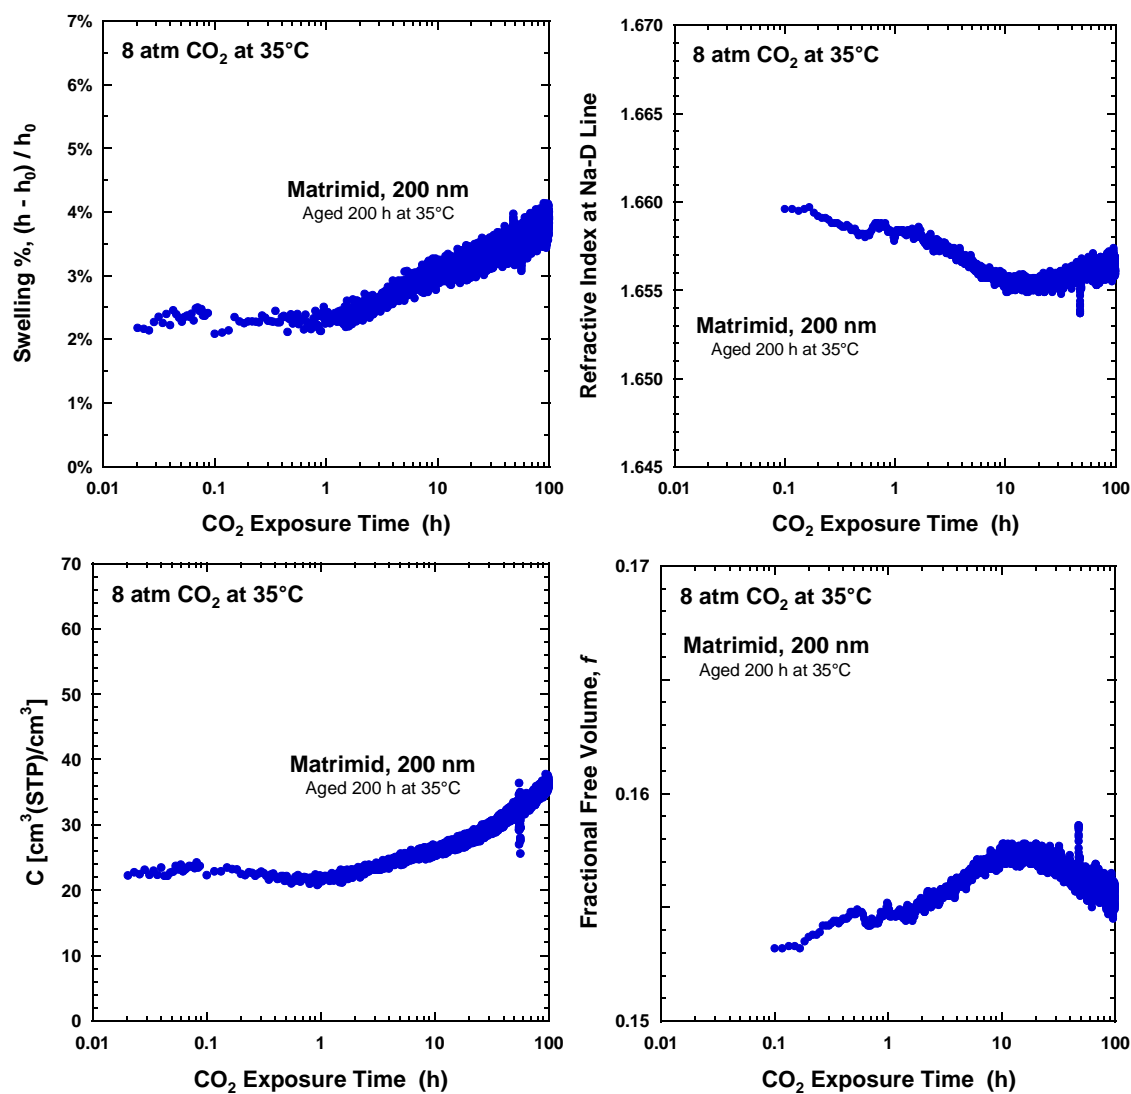 8 atm CO₂ at 35°C
Matrimid, 200 nm
Aged 200 h at 35°C
Swelling %, (h - h₀) / h₀
7%
6%
5%
4%
3%
2%
1%
0%
0.01 0.1 1 10 100
CO₂ Exposure Time (h)
8 atm CO₂ at 35°C
Matrimid, 200 nm
Aged 200 h at 35°C
Refractive Index at Na-D Line
1.670
1.665
1.660
1.655
1.650
1.645
0.01 0.1 1 10 100
CO₂ Exposure Time (h)
8 atm CO₂ at 35°C
Matrimid, 200 nm
Aged 200 h at 35°C
C [cm³(STP)/cm³]
70
60
50
40
30
20
10
0
0.01 0.1 1 10 100
CO₂ Exposure Time (h)
8 atm CO₂ at 35°C
Matrimid, 200 nm
Aged 200 h at 35°C
Fractional Free Volume, f
0.17
0.16
0.15
0.01 0.1 1 10 100
CO₂ Exposure Time (h)